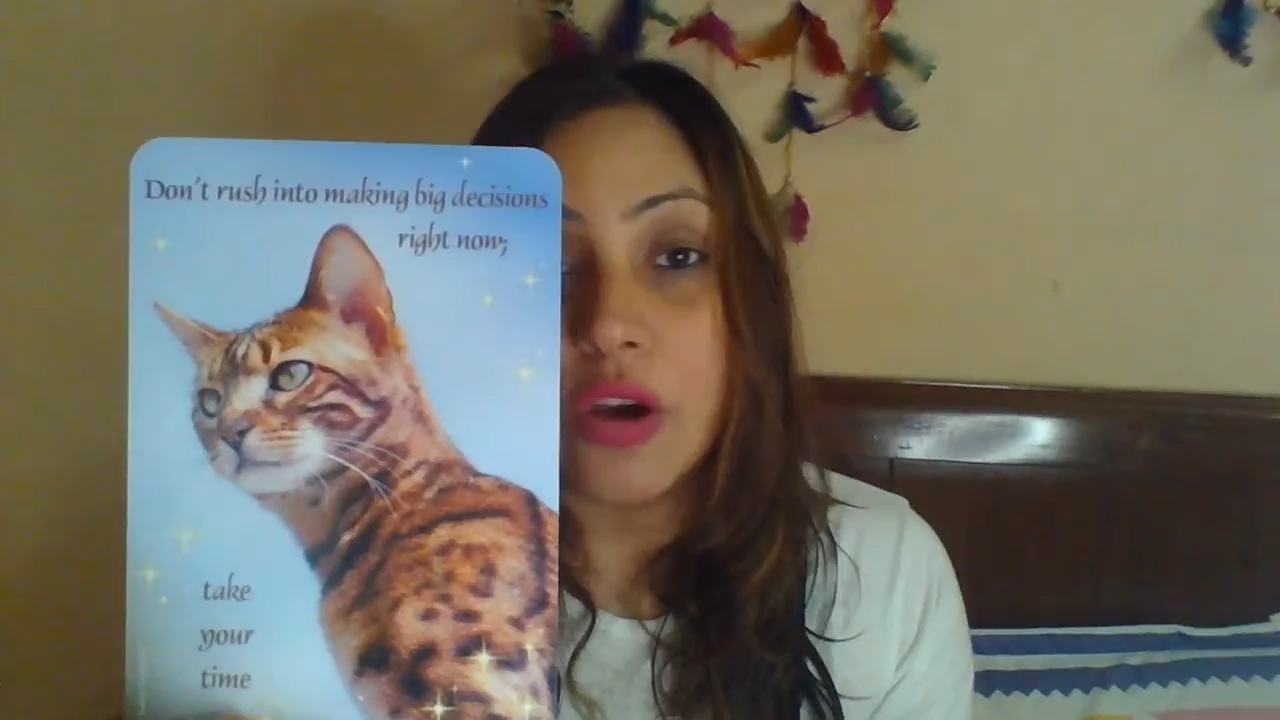 Don't rush into making big decisions
right now;
take
your
time